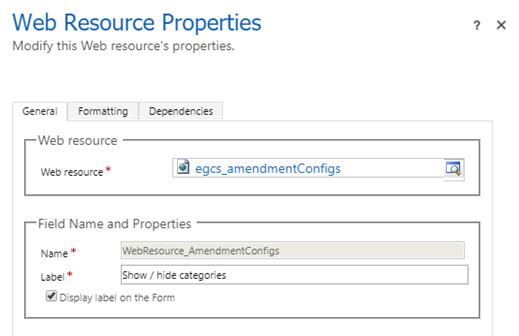 Web Resource Properties
? ×
Modify this Web resource's properties.
General Formatting Dependencies
Web resource
Web resource * egcs_amendmentConfigs
Field Name and Properties
Name * WebResource_AmendmentConfigs
Label * Show / hide categories
Display label on the Form